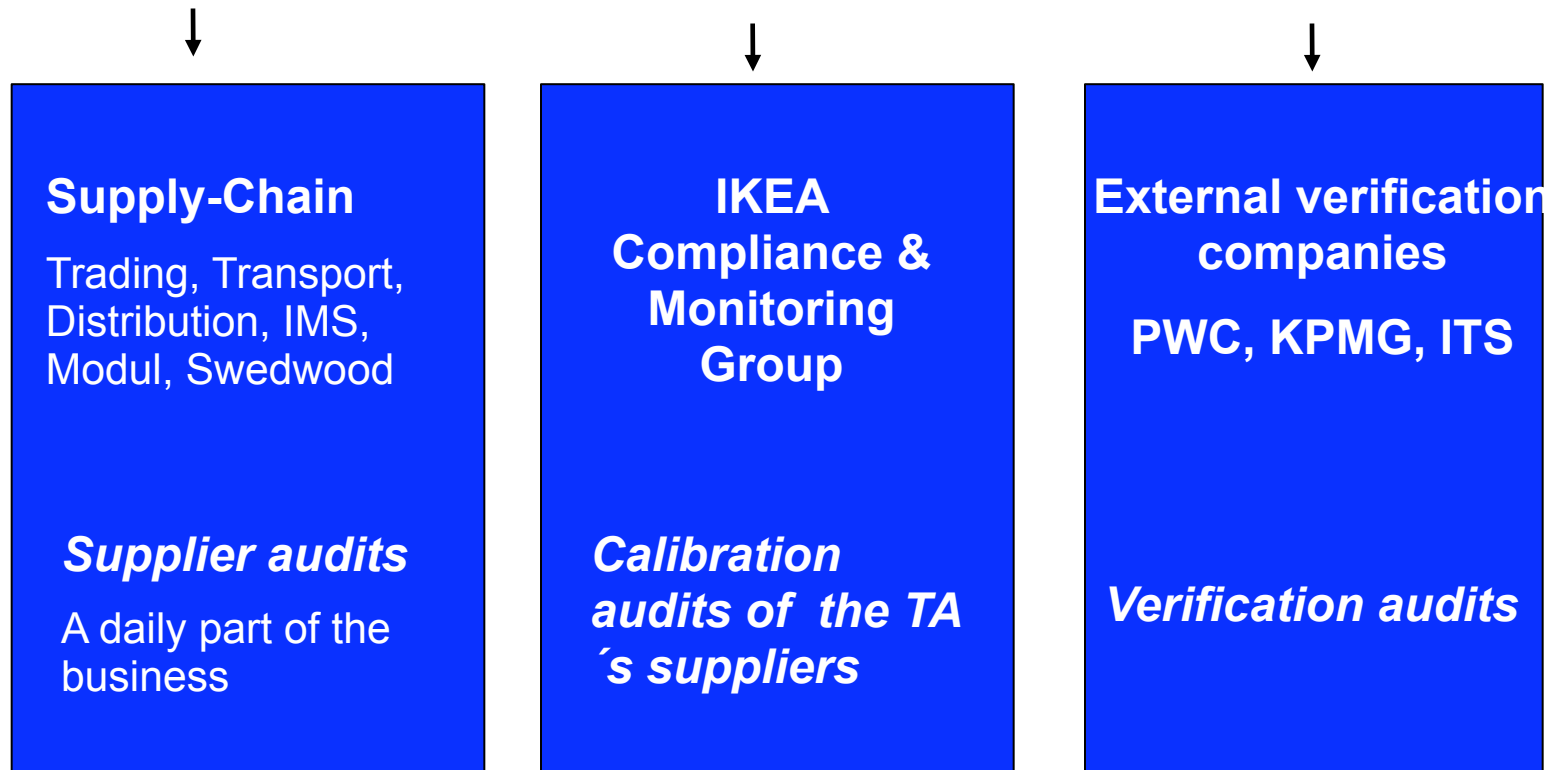 Supply-Chain
Trading, Transport,
Distribution, IMS,
Modul, Swedwood
Supplier audits
A daily part of the
business
IKEA
Compliance &
Monitoring
Group
Calibration
audits of  the TA
´s suppliers
External verification
companies
PWC, KPMG, ITS
Verification audits